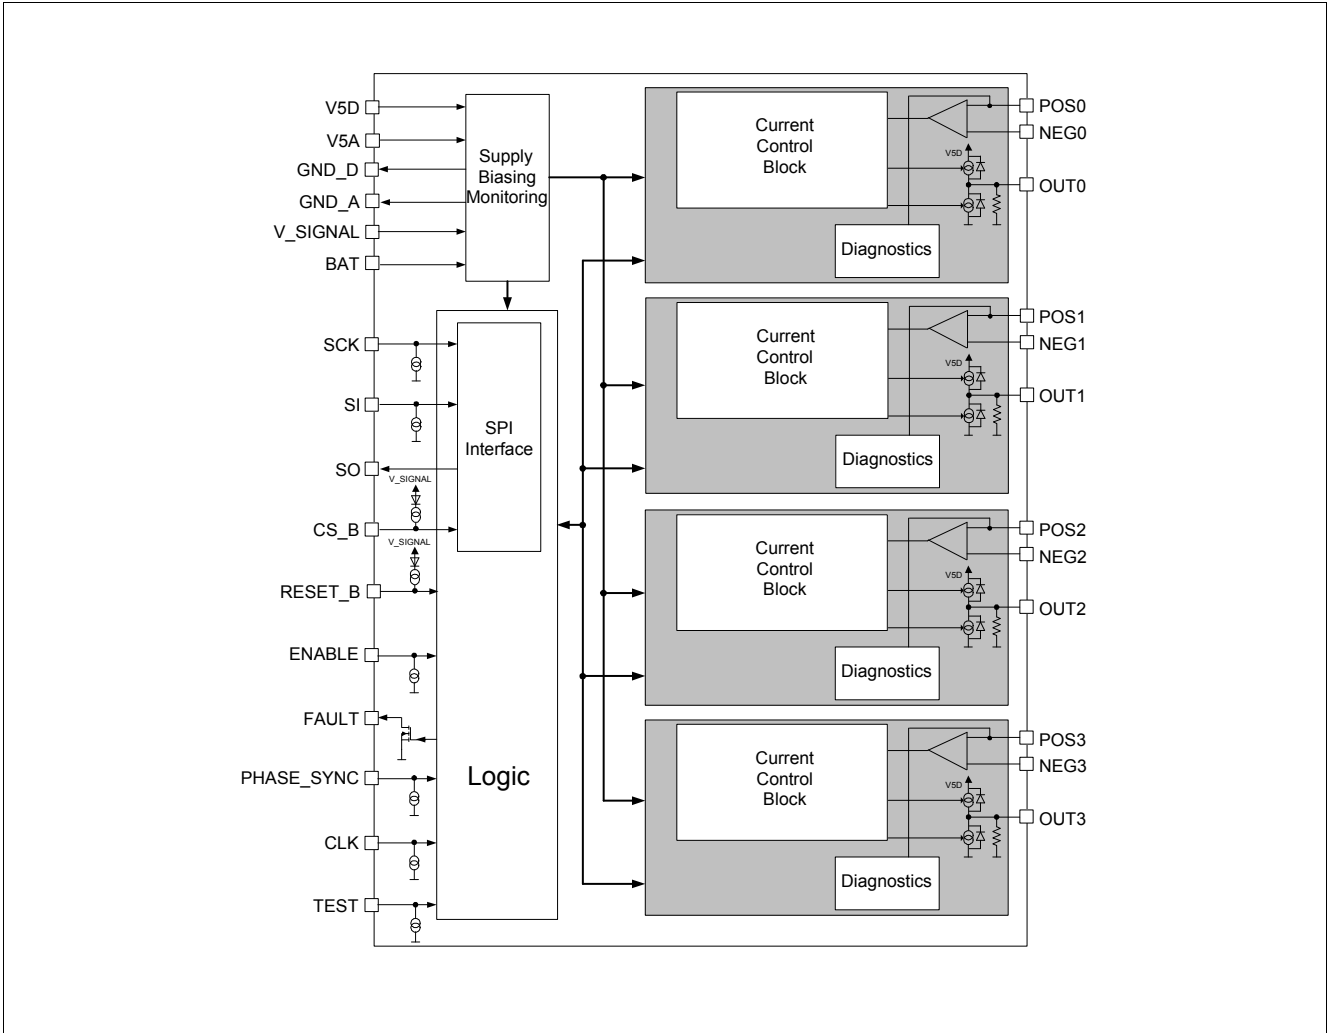 V5D
V5A
GND_D
GND_A
V_SIGNAL
BAT
Supply
Biasing
Monitoring
SCK
SI
SO
V_SIGNAL
CS_B
V_SIGNAL
RESET_B
ENABLE
FAULT
PHASE_SYNC
CLK
TEST
SPI
Interface
Logic
Current
Control
Block
V5D
Diagnostics
POS0
NEG0
OUT0
Current
Control
Block
V5D
Diagnostics
POS1
NEG1
OUT1
Current
Control
Block
V5D
Diagnostics
POS2
NEG2
OUT2
Current
Control
Block
V5D
Diagnostics
POS3
NEG3
OUT3